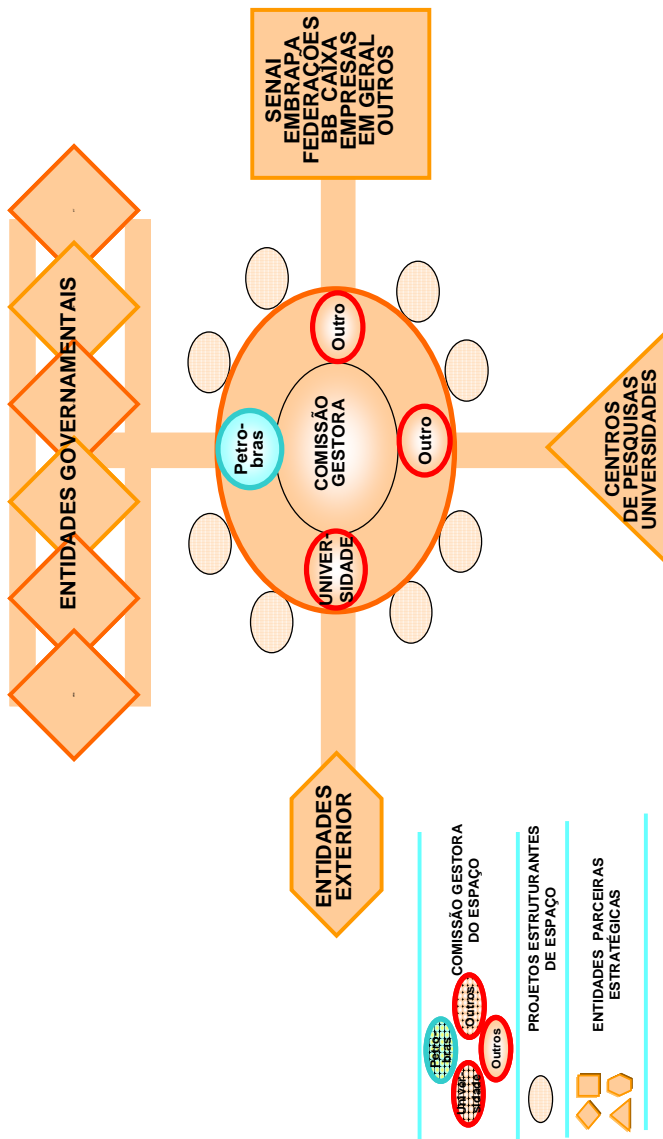 ENTIDADES GOVERNAMENTAIS
SENAI
EMBRAPA
FEDERAÇÕES
BB CAIXA
EMPRESAS
EM GERAL
OUTROS
Petro-
bras
COMISSÃO
GESTORA
UNIVER-
SIDADE
Outro
Outro
ENTIDADES
EXTERIOR
CENTROS
DE PESQUISAS
UNIVERSIDADES
Petro-
bras
Univer-
sidade
Outros
Outros
COMISSÃO GESTORA
DO ESPAÇO
PROJETOS ESTRUTURANTES
DE ESPAÇO
ENTIDADES PARCEIRAS
ESTRATÉGICAS